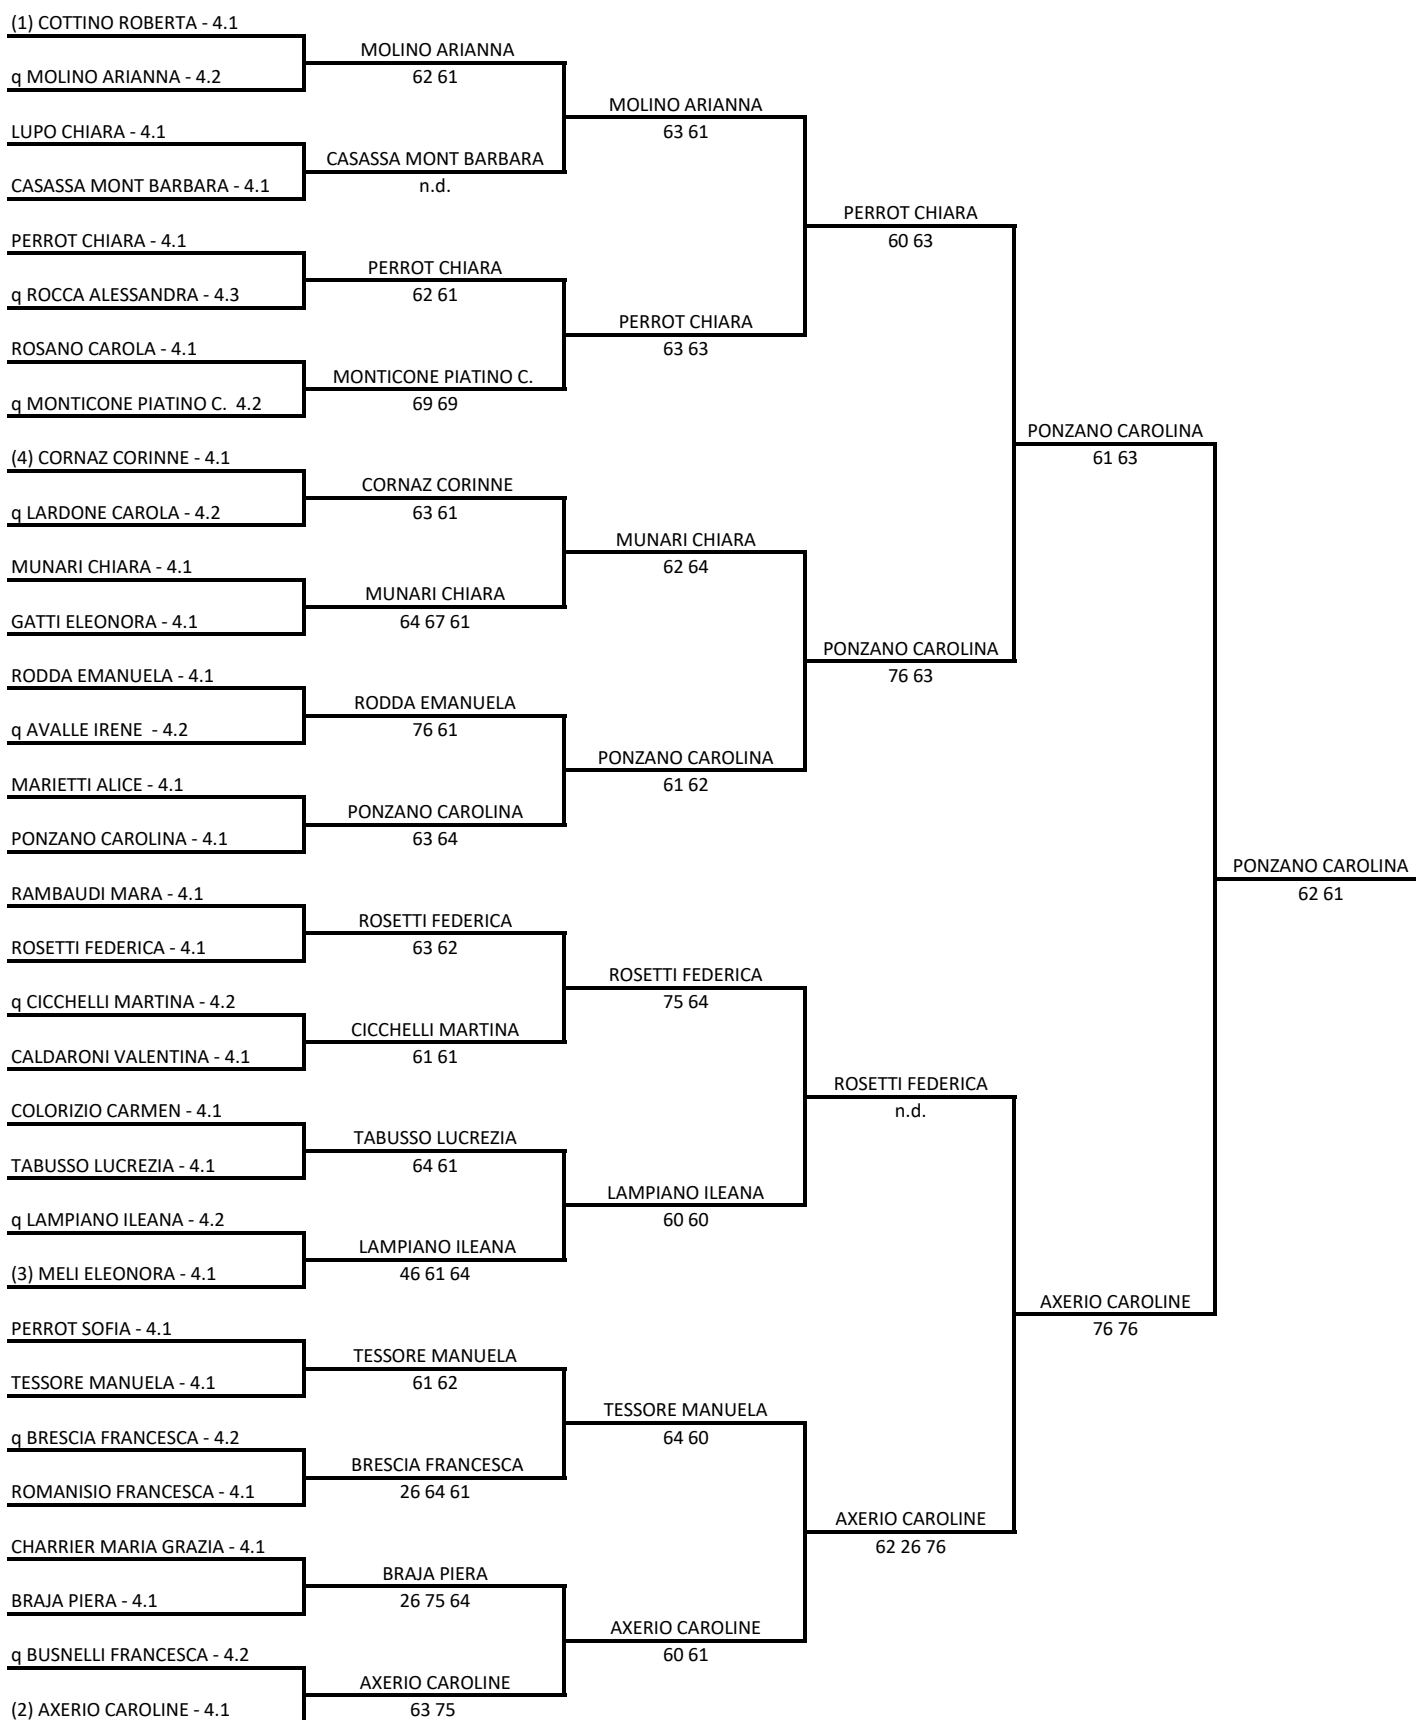 (1) COTTINO ROBERTA - 4.1
MOLINO ARIANNA
q MOLINO ARIANNA - 4.2
62 61
MOLINO ARIANNA
LUPO CHIARA - 4.1
63 61
CASASSA MONT BARBARA
CASASSA MONT BARBARA - 4.1
n.d.
PERROT CHIARA
PERROT CHIARA - 4.1
60 63
PERROT CHIARA
q ROCCA ALESSANDRA - 4.3
62 61
PERROT CHIARA
ROSANO CAROLA - 4.1
63 63
MONTICONE PIATINO C.
q MONTICONE PIATINO C.  4.2
69 69
PONZANO CAROLINA
(4) CORNAZ CORINNE - 4.1
61 63
CORNAZ CORINNE
q LARDONE CAROLA - 4.2
63 61
MUNARI CHIARA
MUNARI CHIARA - 4.1
62 64
MUNARI CHIARA
GATTI ELEONORA - 4.1
64 67 61
PONZANO CAROLINA
RODDA EMANUELA - 4.1
76 63
RODDA EMANUELA
q AVALLE IRENE  - 4.2
76 61
PONZANO CAROLINA
MARIETTI ALICE - 4.1
61 62
PONZANO CAROLINA
PONZANO CAROLINA - 4.1
63 64
PONZANO CAROLINA
RAMBAUDI MARA - 4.1
62 61
ROSETTI FEDERICA
ROSETTI FEDERICA - 4.1
63 62
ROSETTI FEDERICA
q CICCHELLI MARTINA - 4.2
75 64
CICCHELLI MARTINA
CALDARONI VALENTINA - 4.1
61 61
ROSETTI FEDERICA
COLORIZIO CARMEN - 4.1
n.d.
TABUSSO LUCREZIA
TABUSSO LUCREZIA - 4.1
64 61
LAMPIANO ILEANA
q LAMPIANO ILEANA - 4.2
60 60
LAMPIANO ILEANA
(3) MELI ELEONORA - 4.1
46 61 64
AXERIO CAROLINE
PERROT SOFIA - 4.1
76 76
TESSORE MANUELA
TESSORE MANUELA - 4.1
61 62
TESSORE MANUELA
q BRESCIA FRANCESCA - 4.2
64 60
BRESCIA FRANCESCA
ROMANISIO FRANCESCA - 4.1
26 64 61
AXERIO CAROLINE
CHARRIER MARIA GRAZIA - 4.1
62 26 76
BRAJA PIERA
BRAJA PIERA - 4.1
26 75 64
AXERIO CAROLINE
q BUSNELLI FRANCESCA - 4.2
60 61
AXERIO CAROLINE
(2) AXERIO CAROLINE - 4.1
63 75